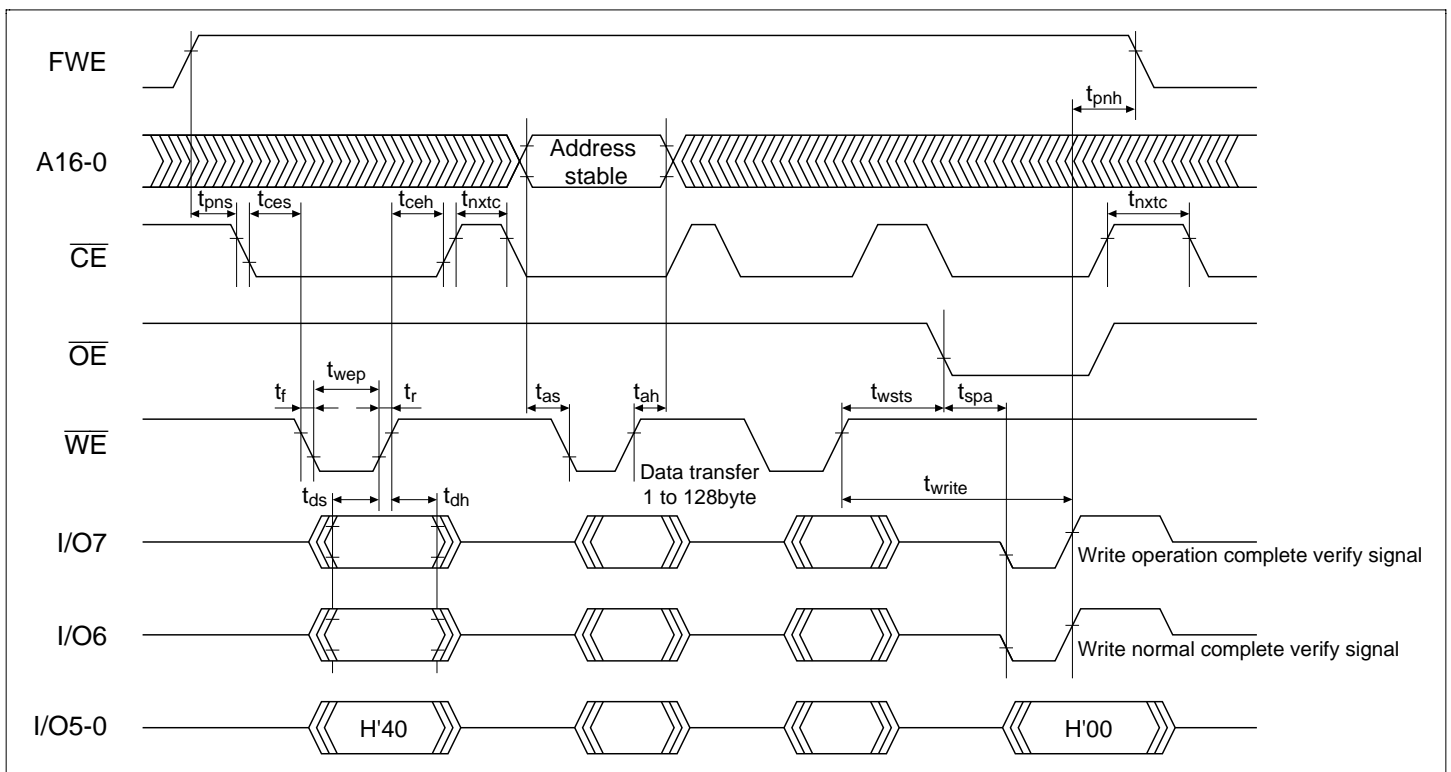 FWE
tpnh
A16-0
Address
stable
tpns
tces
tceh
tnxtc
tnxtc
CE
OE
twep
tf
tr
tas
tah
twsts
tspa
WE
Data transfer
1 to 128byte
twrite
tds
tdh
I/O7
Write operation complete verify signal
I/O6
Write normal complete verify signal
I/O5-0
H'40
H'00